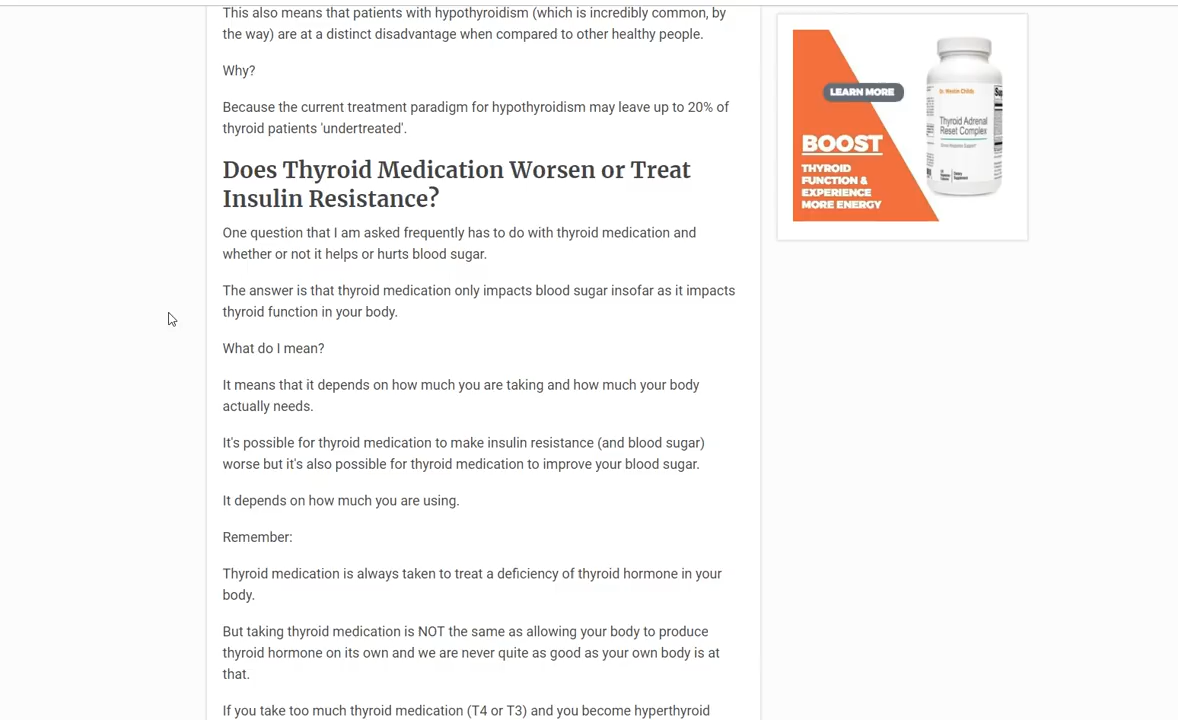 This also means that patients with hypothyroidism (which is incredibly common, by
the way) are at a distinct disadvantage when compared to other healthy people.
Why?
Because the current treatment paradigm for hypothyroidism may leave up to 20% of
thyroid patients 'undertreated'.
Does Thyroid Medication Worsen or Treat
Insulin Resistance?
One question that I am asked frequently has to do with thyroid medication and
whether or not it helps or hurts blood sugar.
The answer is that thyroid medication only impacts blood sugar insofar as it impacts
thyroid function in your body.
What do I mean?
It means that it depends on how much you are taking and how much your body
actually needs.
It's possible for thyroid medication to make insulin resistance (and blood sugar)
worse but it's also possible for thyroid medication to improve your blood sugar.
It depends on how much you are using.
Remember:
Thyroid medication is always taken to treat a deficiency of thyroid hormone in your
body.
But taking thyroid medication is NOT the same as allowing your body to produce
thyroid hormone on its own and we are never quite as good as your own body is at
that.
If you take too much thyroid medication (T4 or T3) and you become hyperthyroid
LEARN MORE
BOOST
THYROID
FUNCTION &
EXPERIENCE
MORE ENERGY
Dr. Westin Childs
Thyroid Adrenal
Reset Complex